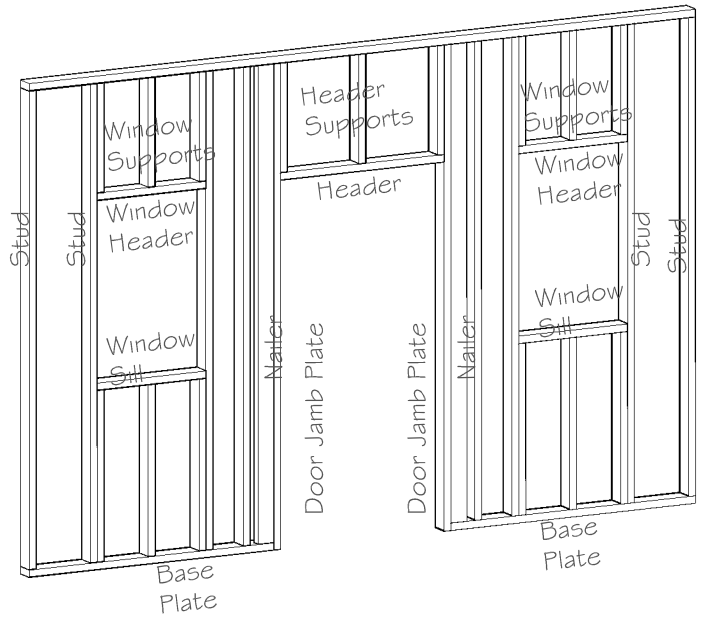 Window
Supports
Header
Supports
Window
Supports
Header
Window
Header
Window
Header
Stud
Stud
Stud
Stud
Window
Sill
Window
Sill
Nailer
Door Jamb Plate
Door Jamb Plate
Nailer
Base
Plate
Base
Plate